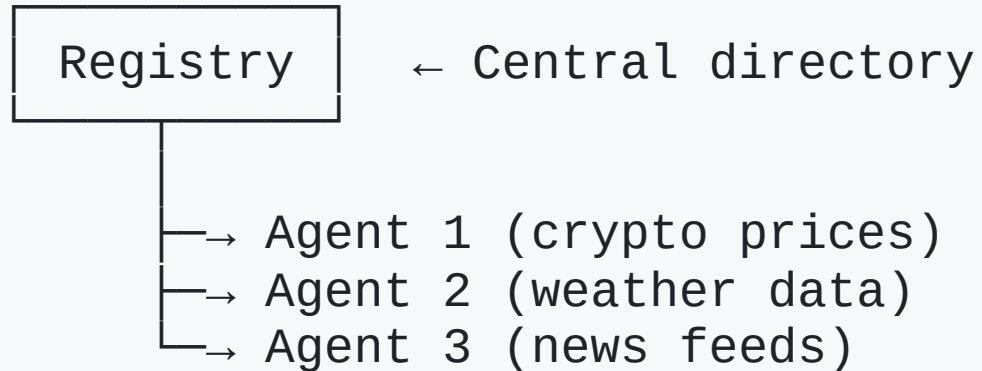 Registry ← Central directory
→ Agent 1 (crypto prices)
→ Agent 2 (weather data)
→ Agent 3 (news feeds)